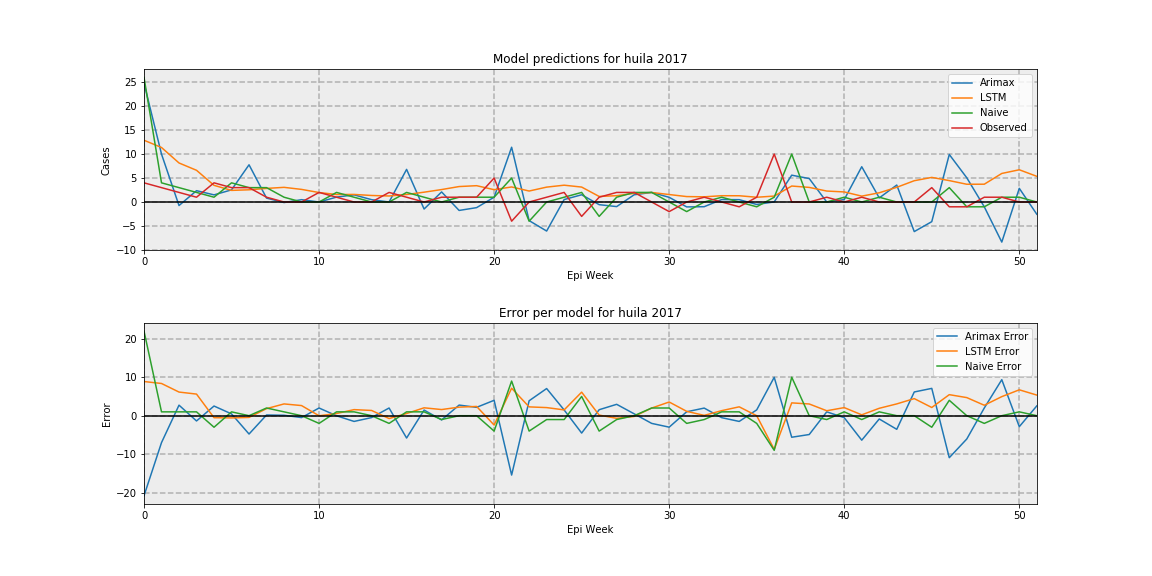 Model predictions for huila 2017
25
20
15
10
5
0
−5
−10
Cases
Arimax
LSTM
Naive
Observed
0
10
20
30
40
50
Epi Week
Error per model for huila 2017
20
10
0
−10
−20
Error
Arimax Error
LSTM Error
Naive Error
0
10
20
30
40
50
Epi Week